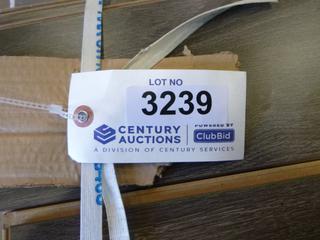 LOT NO
3239
CENTURY AUCTIONS
POWERED BY
ClubBid
A DIVISION OF CENTURY SERVICES